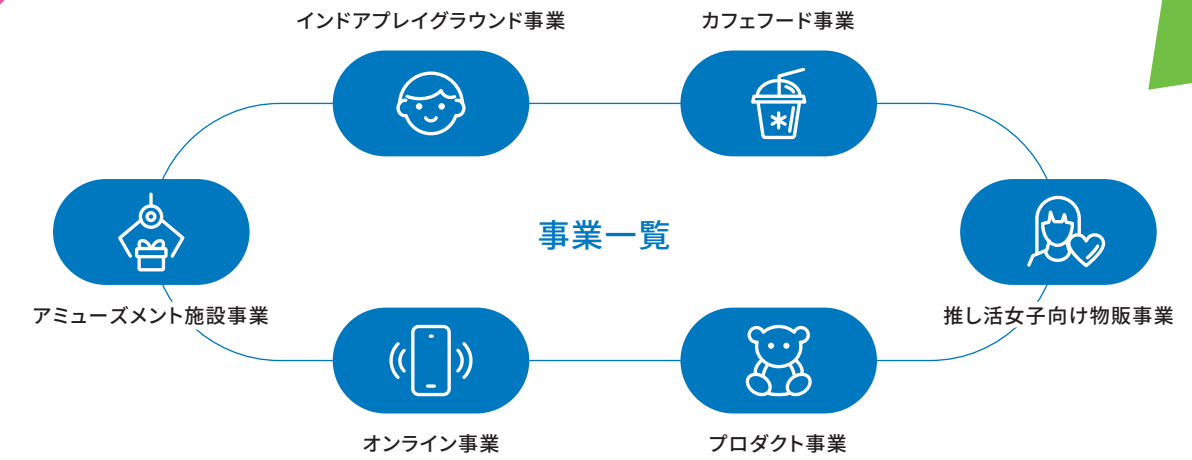 インドアプレイグラウンド事業
カフェフード事業
事業一覧
アミューズメント施設事業
推し活女子向け物販事業
オンライン事業
プロダクト事業